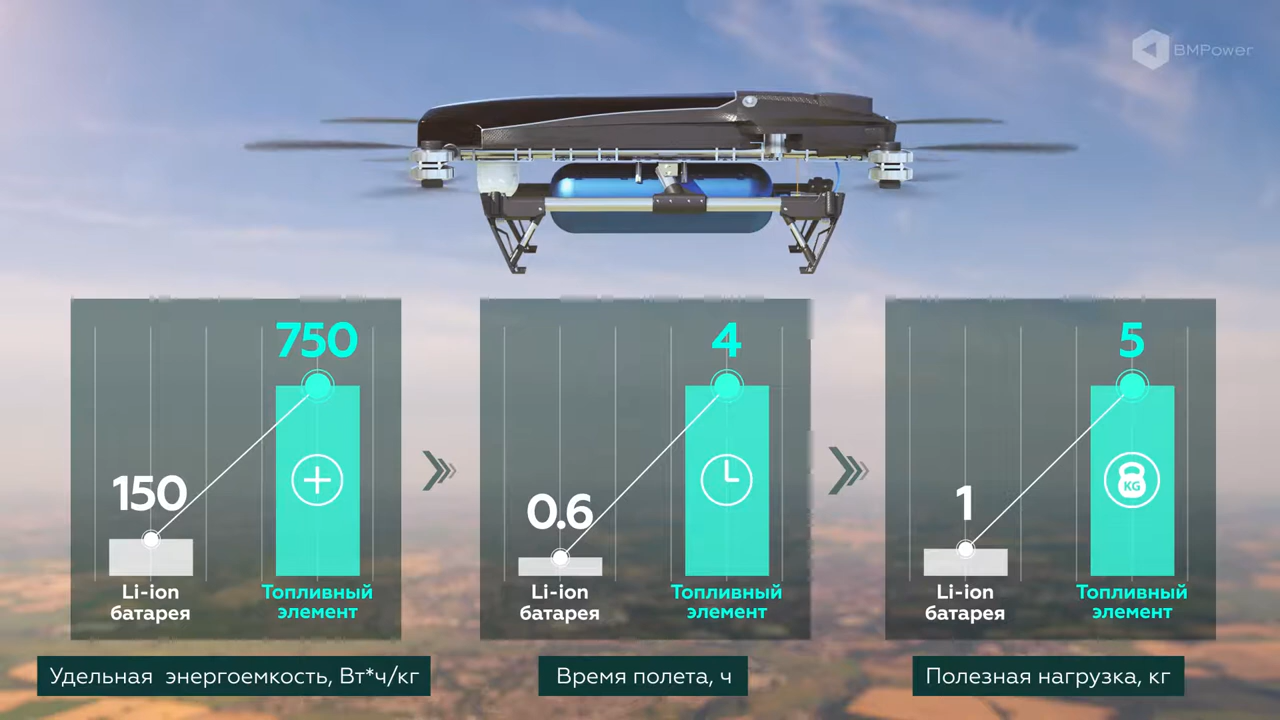 BMPower
750
150
Li-ion
батарея
Топливный
элемент
Удельная энергоемкость, Вт*ч/кг
4
0.6
Li-ion
батарея
Топливный
элемент
Время полета, ч
5
1
KG
Li-ion
батарея
Топливный
элемент
Полезная нагрузка, кг